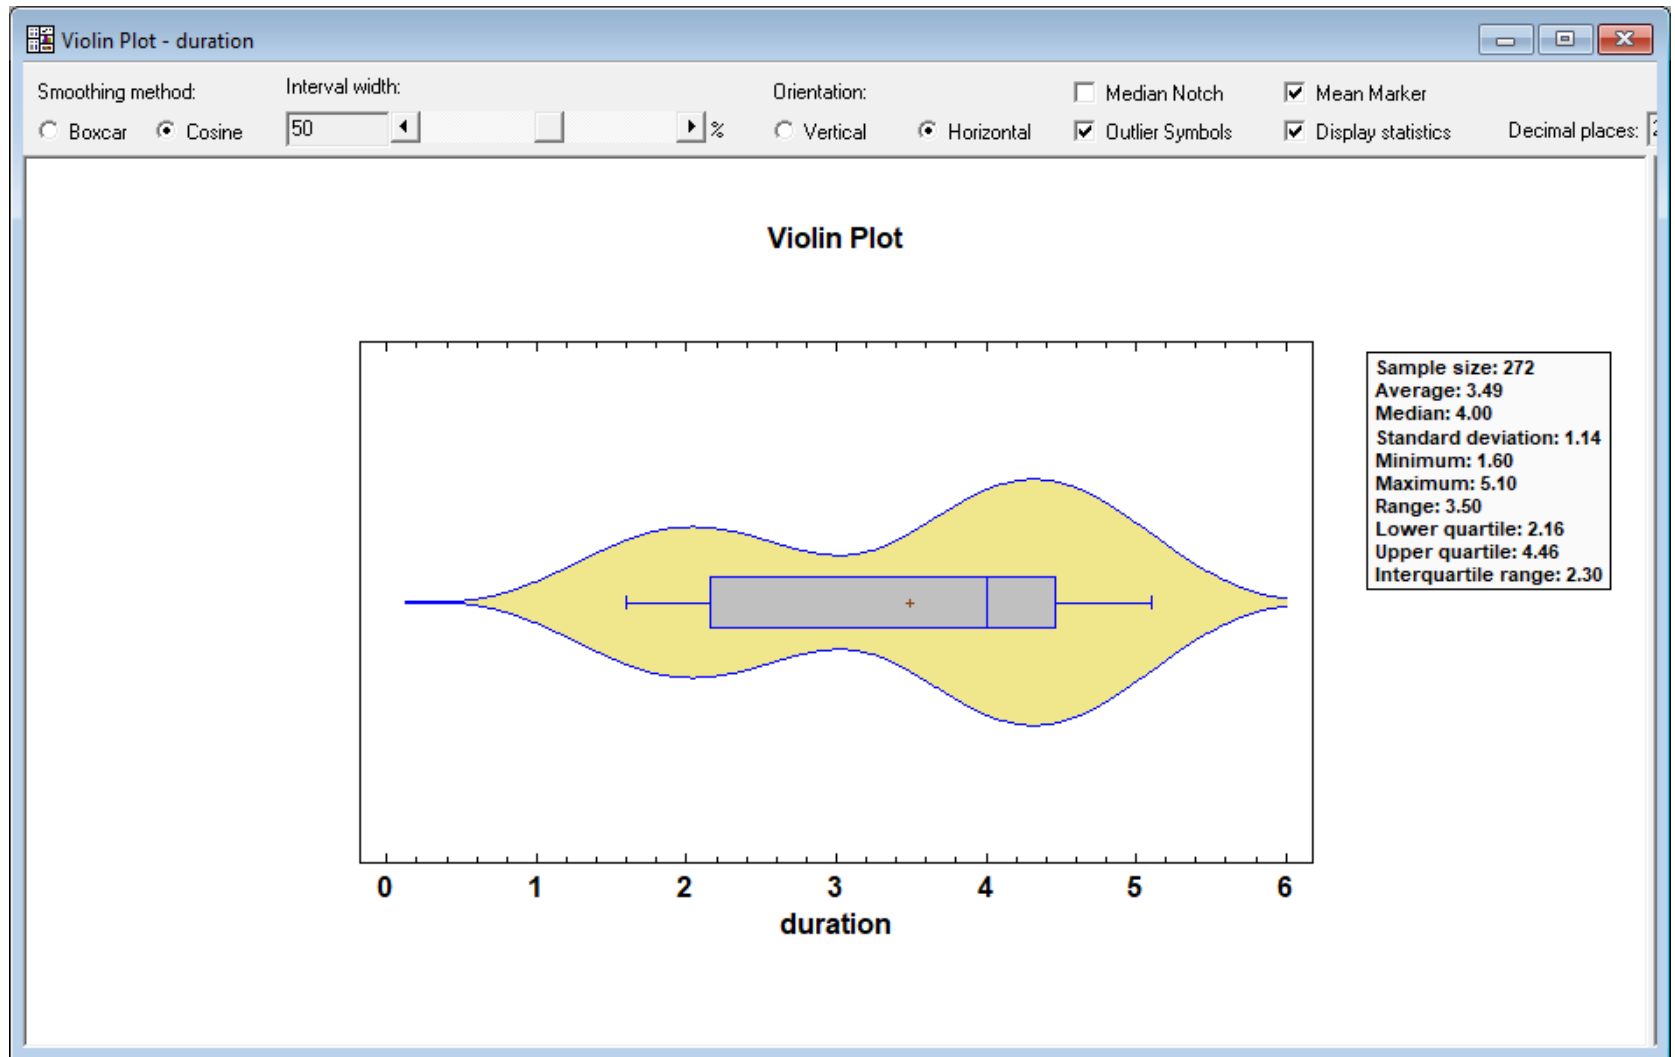 Violin Plot - duration
Smoothing method:
Interval width:
Orientation:
Median Notch
Mean Marker
Boxcar
Cosine
50
%
Vertical
Horizontal
Outlier Symbols
Display statistics
Decimal places:
Violin Plot
Sample size: 272
Average: 3.49
Median: 4.00
Standard deviation: 1.14
Minimum: 1.60
Maximum: 5.10
Range: 3.50
Lower quartile: 2.16
Upper quartile: 4.46
Interquartile range: 2.30
0 1 2 3 4 5 6
duration